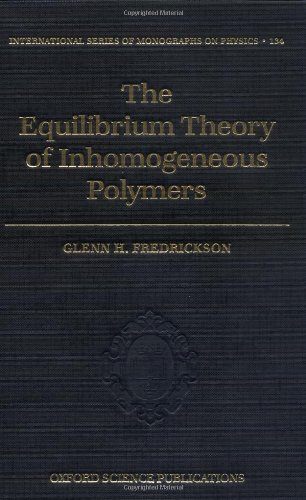 INTERNATIONAL SERIES OF MONOGRAPHS ON PHYSICS • 134
The
Equilibrium Theory
of Inhomogeneous
Polymers
GLENN H. FREDRICKSON
OXFORD SCIENCE PUBLICATIONS